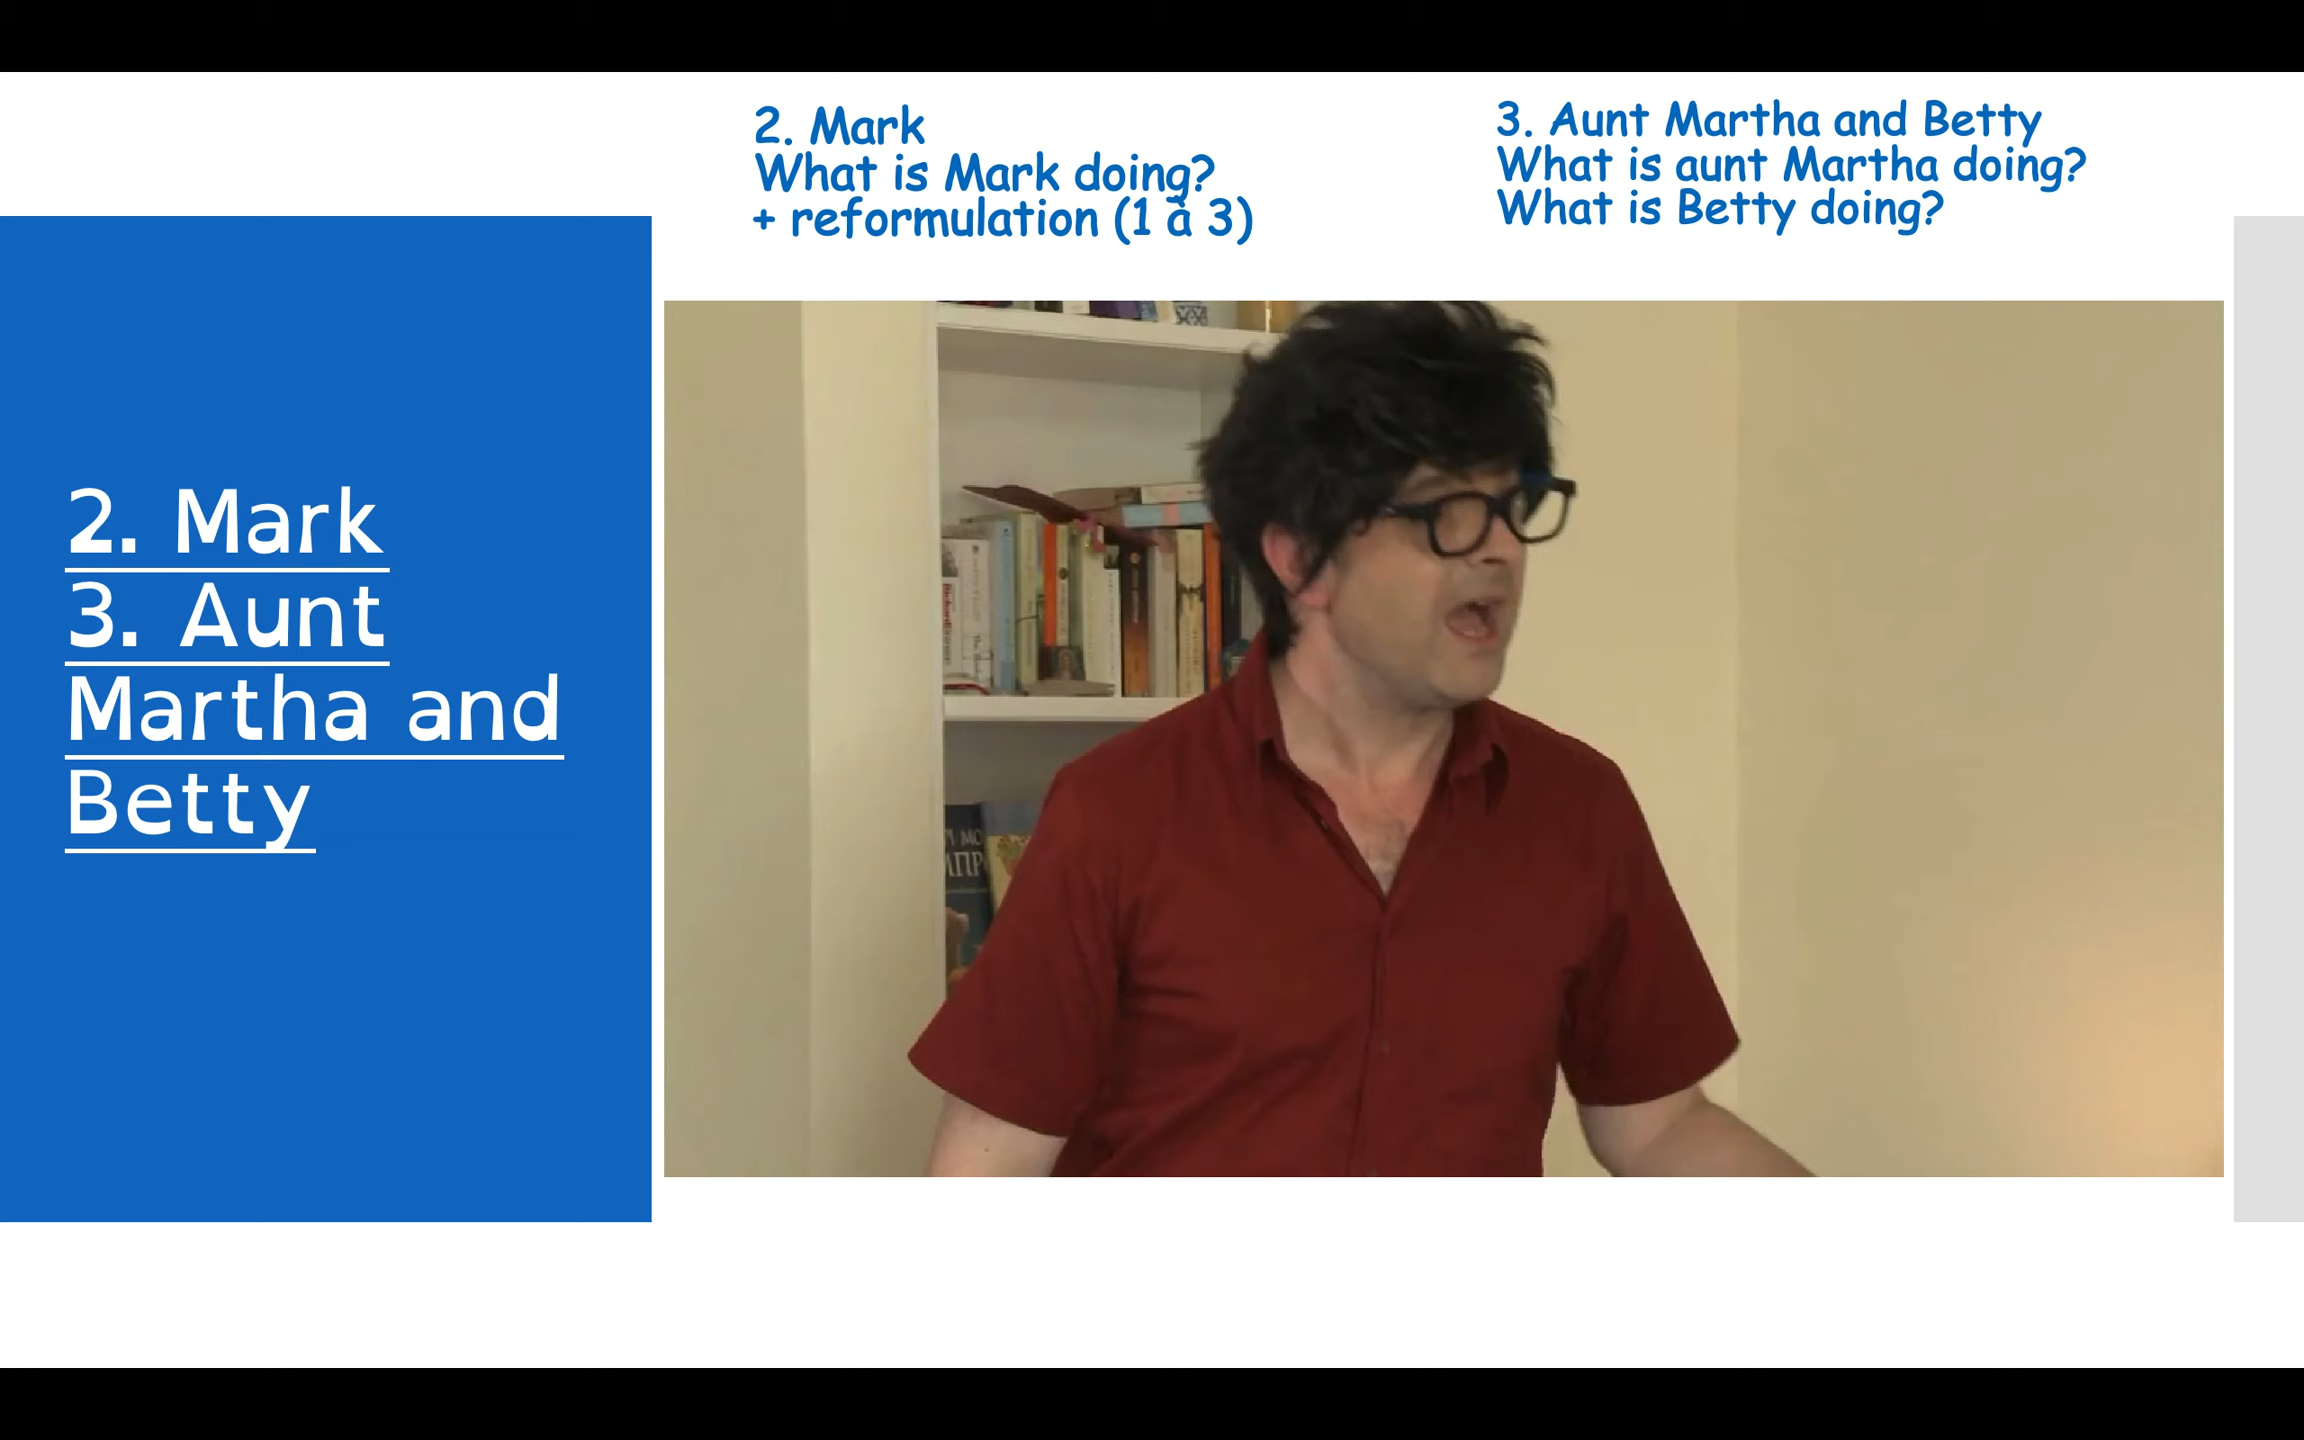 2. Mark
What is Mark doing?
+ reformulation (1 à 3)
3. Aunt Martha and Betty
What is aunt Martha doing?
What is Betty doing?
2. Mark
3. Aunt
Martha and
Betty